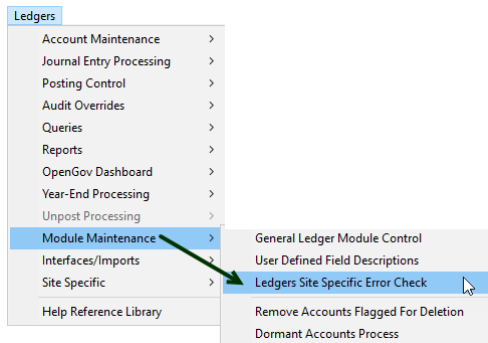 Ledgers
Account Maintenance
Journal Entry Processing
Posting Control
Audit Overrides
Queries
Reports
OpenGov Dashboard
Year-End Processing
Unpost Processing
Module Maintenance
Interfaces/Imports
Site Specific
Help Reference Library
General Ledger Module Control
User Defined Field Descriptions
Ledgers Site Specific Error Check
Remove Accounts Flagged For Deletion
Dormant Accounts Process